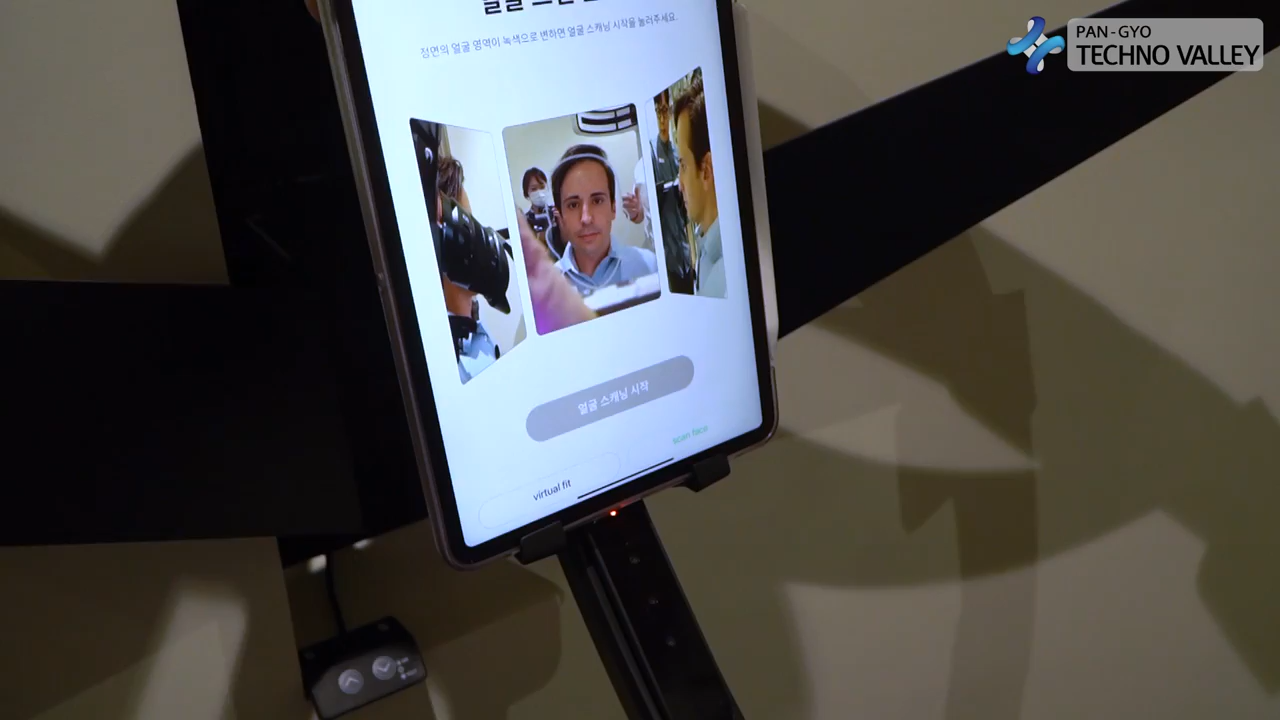 PAN-GYO
TECHNO VALLEY
얼굴
정면의 얼굴 영역이 녹색으로 변하면 얼굴 스캐닝 시작을 눌러주세요.
얼굴 스캐닝 시작
scan face
virtual fit